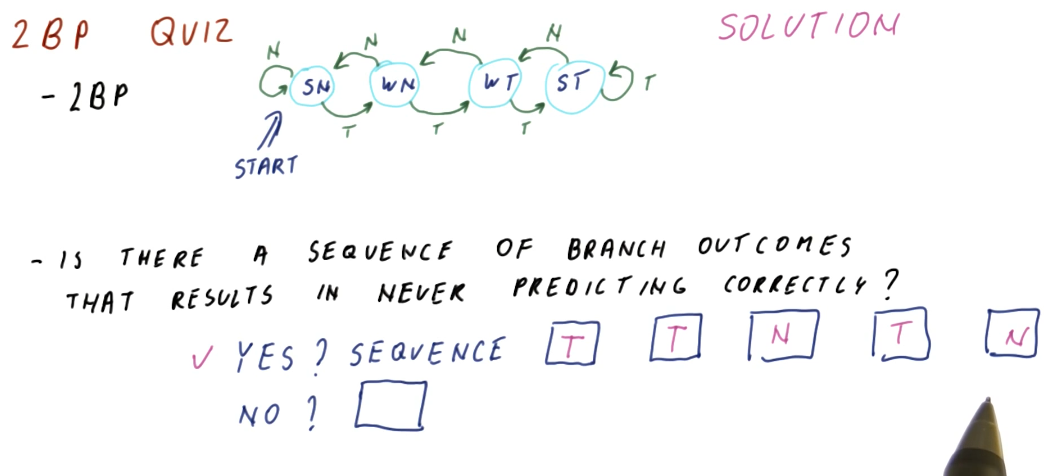 2BP QUIZ
SOLUTION
- 2BP
N N N N
SN WN WT ST T
T T T
START
- IS THERE A SEQUENCE OF BRANCH OUTCOMES
THAT RESULTS IN NEVER PREDICTING CORRECTLY?
✓ YES? SEQUENCE T T N T N
NO?